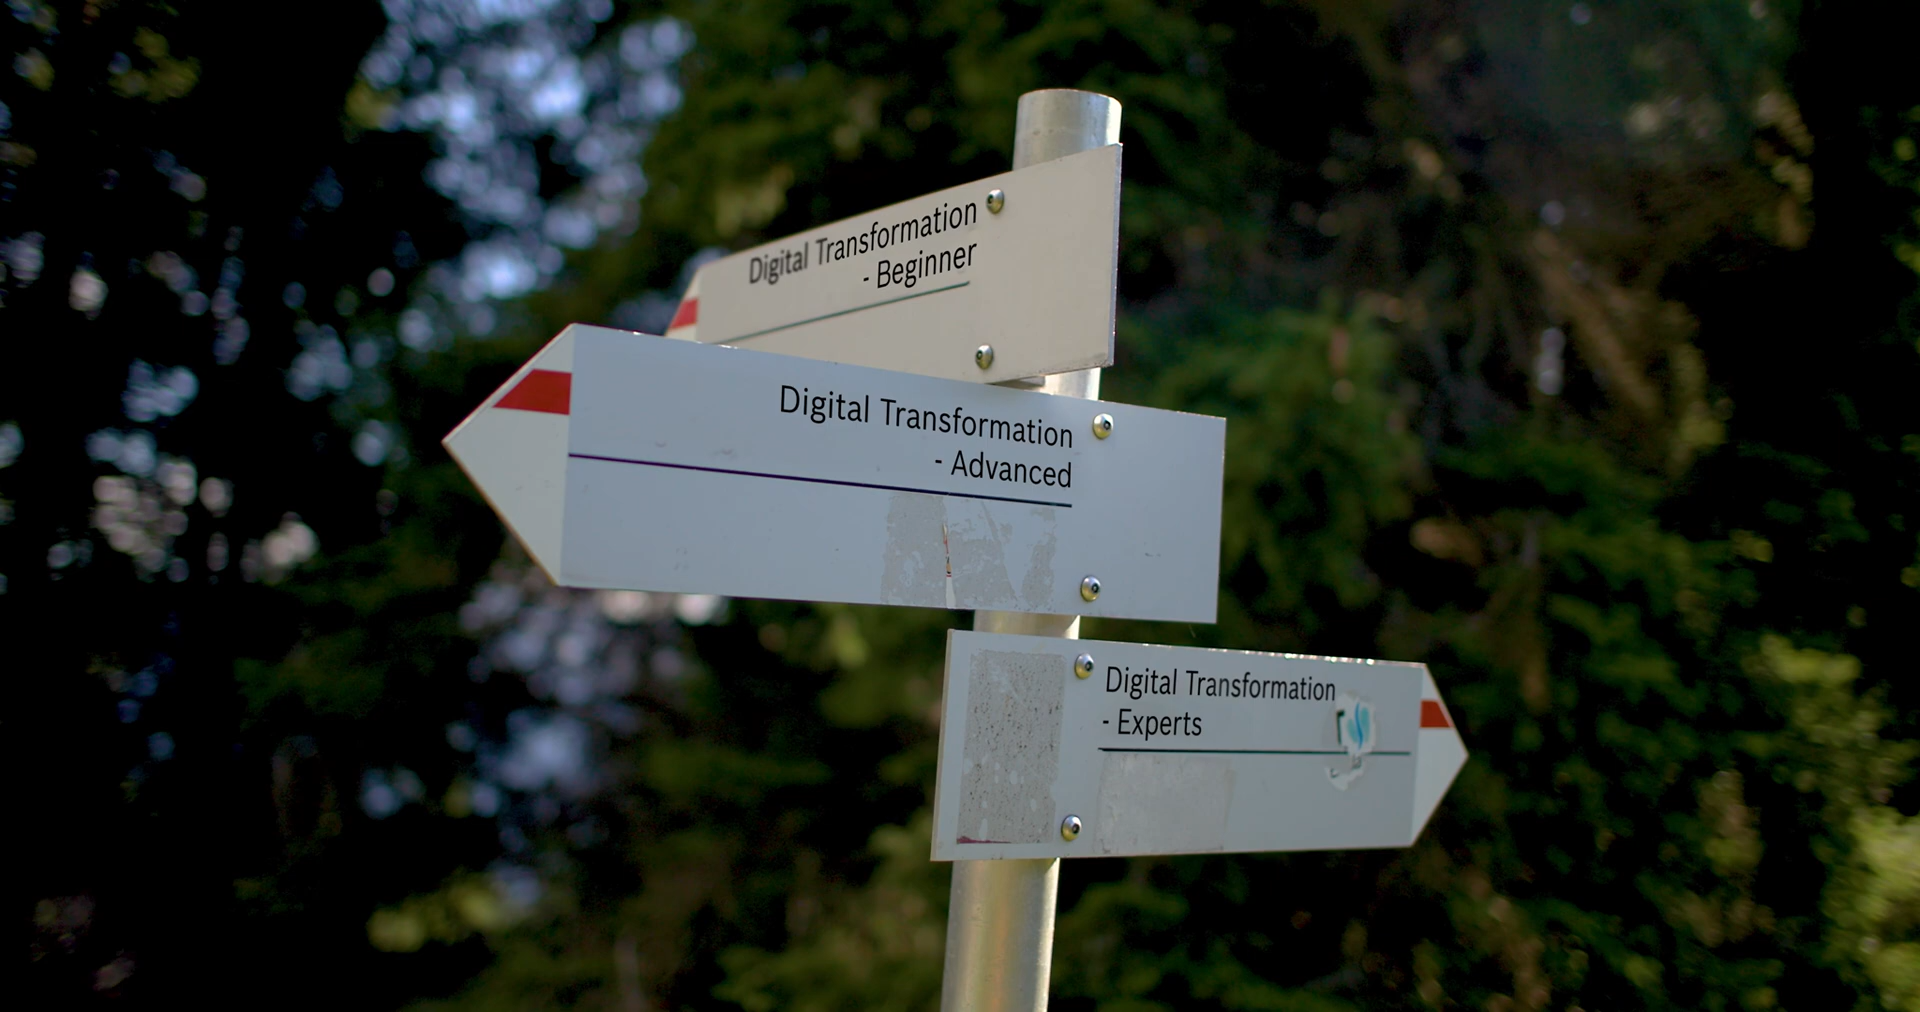 Digital Transformation
- Beginner
Digital Transformation
- Advanced
Digital Transformation
- Experts